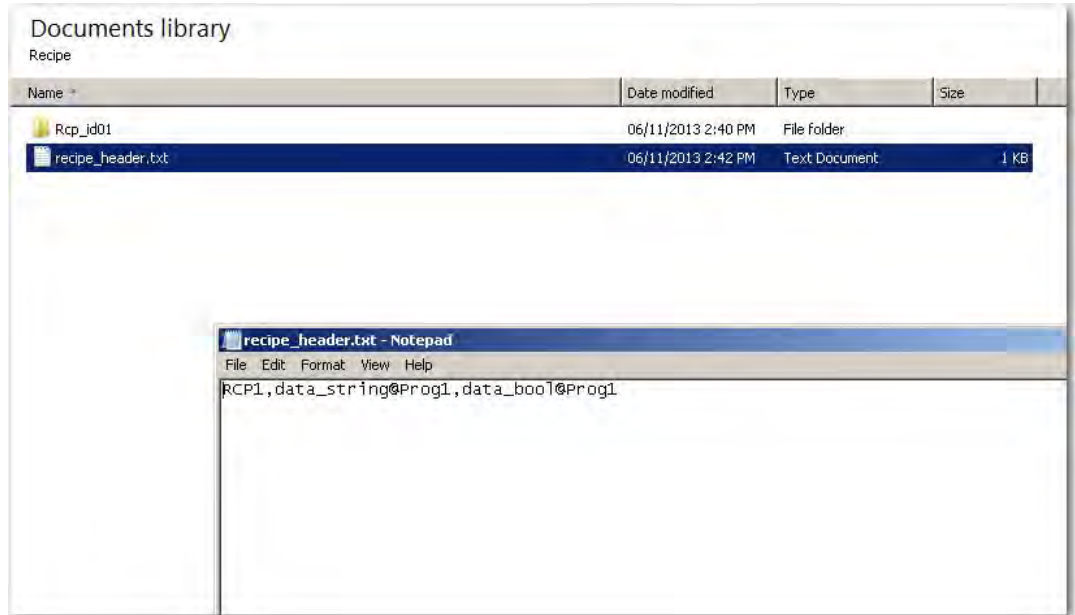 Documents library
Recipe
Name Date modified Type Size
Rcp_id01 06/11/2013 2:40 PM File folder
recipe_header.txt 06/11/2013 2:42 PM Text Document 1 KB
recipe_header.txt - Notepad
File Edit Format View Help
RCP1,data_string@Prog1,data_bool@Prog1